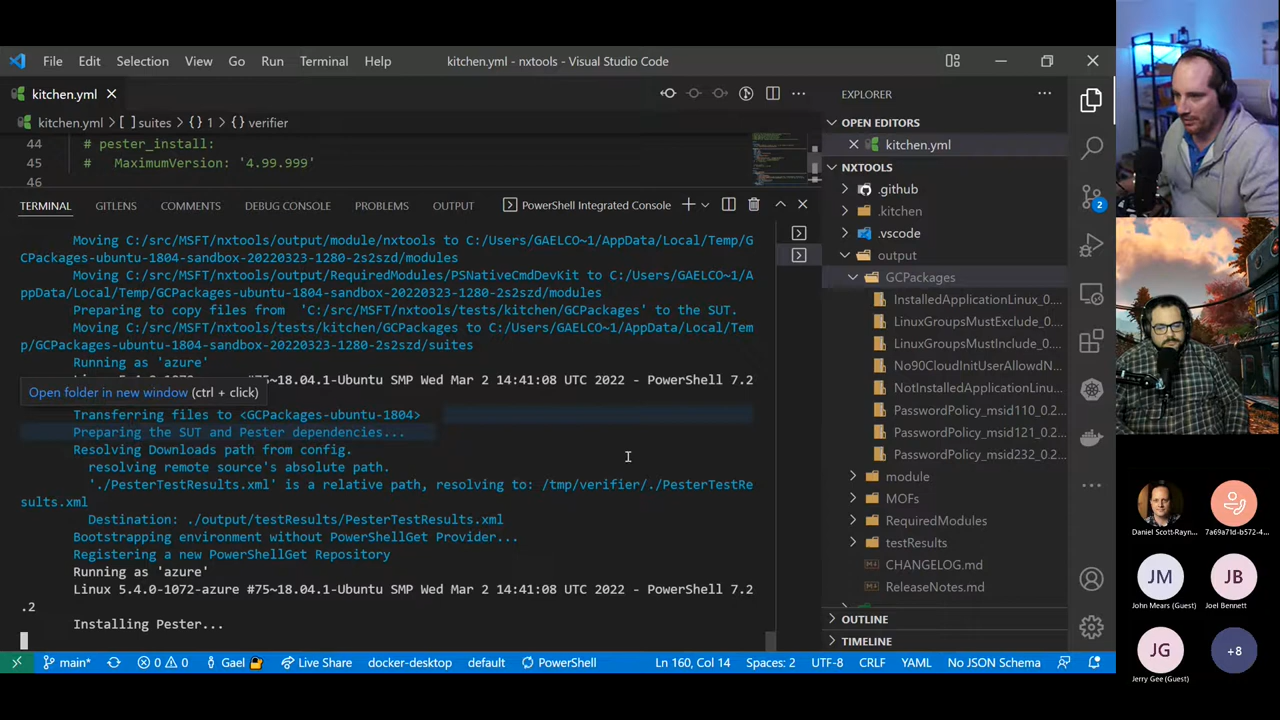 File Edit Selection View Go Run Terminal Help
kitchen.yml - nxtools - Visual Studio Code
kitchen.yml
kitchen.yml > [ ] suites > {} 1 > {} verifier
44 # pester_install:
45 #   MaximumVersion: '4.99.999'
46
TERMINAL GITLENS COMMENTS DEBUG CONSOLE PROBLEMS OUTPUT
PowerShell Integrated Console
Moving C:/src/MSFT/nxtools/output/module/nxtools to C:/Users/GAELCO~1/AppData/Local/Temp/G
CPackages-ubuntu-1804-sandbox-20220323-1280-2s2szd/modules
Moving C:/src/MSFT/nxtools/output/RequiredModules/PSNativeCmdDevKit to C:/Users/GAELCO~1/A
ppData/Local/Temp/GCPackages-ubuntu-1804-sandbox-20220323-1280-2s2szd/modules
Preparing to copy files from  'C:/src/MSFT/nxtools/tests/kitchen/GCPackages' to the SUT.
Moving C:/src/MSFT/nxtools/tests/kitchen/GCPackages to C:/Users/GAELCO~1/AppData/Local/Tem
p/GCPackages-ubuntu-1804-sandbox-20220323-1280-2s2szd/suites
Running as 'azure'
#75~18.04.1-Ubuntu SMP Wed Mar 2 14:41:08 UTC 2022 - PowerShell 7.2
Open folder in new window (ctrl + click)
Transferring files to <GCPackages-ubuntu-1804>
Preparing the SUT and Pester dependencies...
Resolving Downloads path from config.
resolving remote source's absolute path.
'./PesterTestResults.xml' is a relative path, resolving to: /tmp/verifier/./PesterTestRe
sults.xml
Destination: ./output/testResults/PesterTestResults.xml
Bootstrapping environment without PowerShellGet Provider...
Registering a new PowerShellGet Repository
Running as 'azure'
Linux 5.4.0-1072-azure #75~18.04.1-Ubuntu SMP Wed Mar 2 14:41:08 UTC 2022 - PowerShell 7.2
.2
Installing Pester...
EXPLORER
OPEN EDITORS
kitchen.yml
NXTOOLS
.github
.kitchen
.vscode
output
GCPackages
InstalledApplicationLinux_0....
LinuxGroupsMustExclude_0....
LinuxGroupsMustInclude_0....
No90CloudInitUserAllowedN...
NotInstalledApplicationLinu...
PasswordPolicy_msid110_0.2...
PasswordPolicy_msid121_0.2...
PasswordPolicy_msid232_0.2...
module
MOFs
RequiredModules
testResults
CHANGELOG.md
ReleaseNotes.md
OUTLINE
TIMELINE
2
main* 0 0 Gael Live Share docker-desktop default PowerShell Ln 160, Col 14 Spaces: 2 UTF-8 CRLF YAML No JSON Schema
Daniel Scott-Rayn...
7a69a71d-b572-4...
JM
John Mears (Guest)
JB
Joel Bennett
JG
Jerry Gee (Guest)
+8